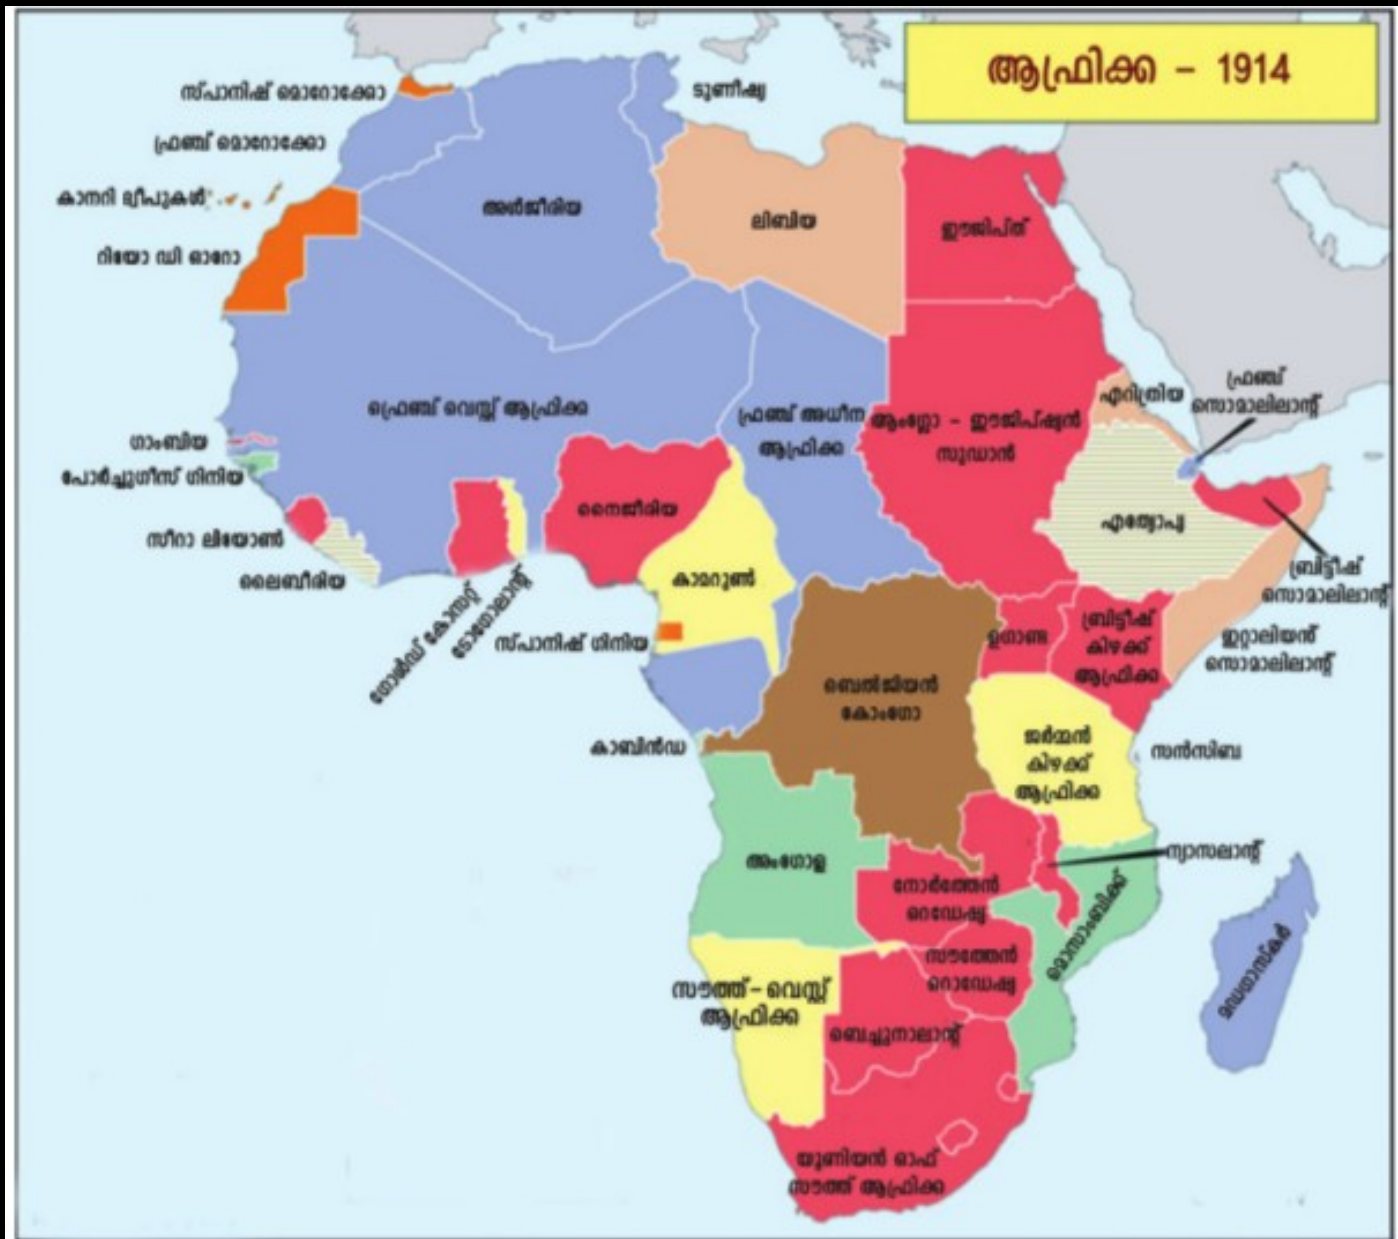 ആഫ്രിക്ക - 1914
സ്പാനിഷ് മൊറോക്കോ
ടുണീഷ്യ
ഫ്രഞ്ച് മൊറോക്കോ
കാനറി ദ്വീപുകൾ
അൾജീരിയ
ലിബിയ
ഈജിപ്ത്
റിയോ ഡി ഓറോ
ഫ്രഞ്ച്
സൊമാലിലാന്റ്
എറിത്രിയ
ഫ്രെഞ്ച് വെസ്റ്റ് ആഫ്രിക്ക
ഫ്രഞ്ച് അധീന
ആഫ്രിക്ക
ആംഗ്ലോ - ഈജിപ്ഷ്യൻ
സുഡാൻ
ഗാംബിയ
പോർച്ചുഗീസ് ഗിനിയ
നൈജീരിയ
എത്യോപ്യ
സീറാ ലിയോൺ
ലൈബീരിയ
ബ്രിട്ടീഷ്
സൊമാലിലാന്റ്
കാമറൂൺ
ഗോൾഡ് കോസറ്റ്
ടോഗോലാന്റ്
സ്പാനിഷ് ഗിനിയ
ഉഗാണ്ട
ബ്രിട്ടീഷ്
കിഴക്ക്
ആഫ്രിക്ക
ഇറ്റാലിയൻ
സൊമാലിലാന്റ്
ബെൽജിയൻ
കോംഗോ
കാബിൻഡ
ജർമ്മൻ
കിഴക്ക്
ആഫ്രിക്ക
സൻസിബ
അംഗോള
ന്യാസലാന്റ്
നോർത്തേൻ
റെഡേഷ്യ
മൊസാംബിക്ക്
സൗത്തേൻ
റൊഡേഷ്യ
മഡഗാസ്കർ
സൗത്ത് - വെസ്റ്റ്
ആഫ്രിക്ക
ബെച്ചുനാലാന്റ്
യൂണിയൻ ഓഫ്
സൗത്ത് ആഫ്രിക്ക